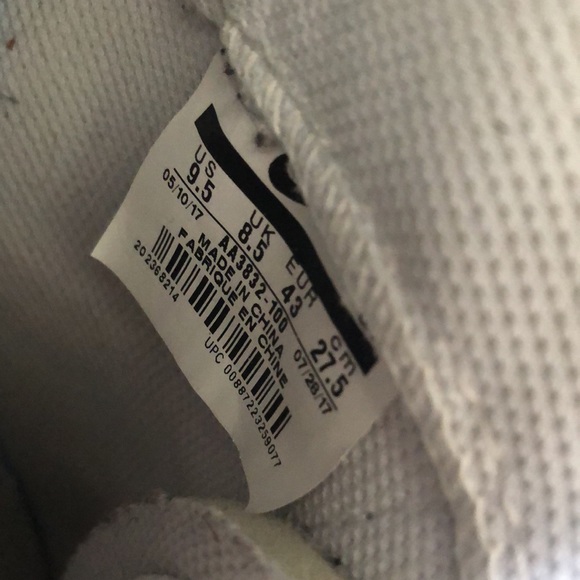 US UK EUR cm
9.5 8.5 43 27.5
05/10/17 AA3832-100 07/28/17
MADE IN CHINA
FABRIQUE EN CHINE
202368214
UPC 00887223259077